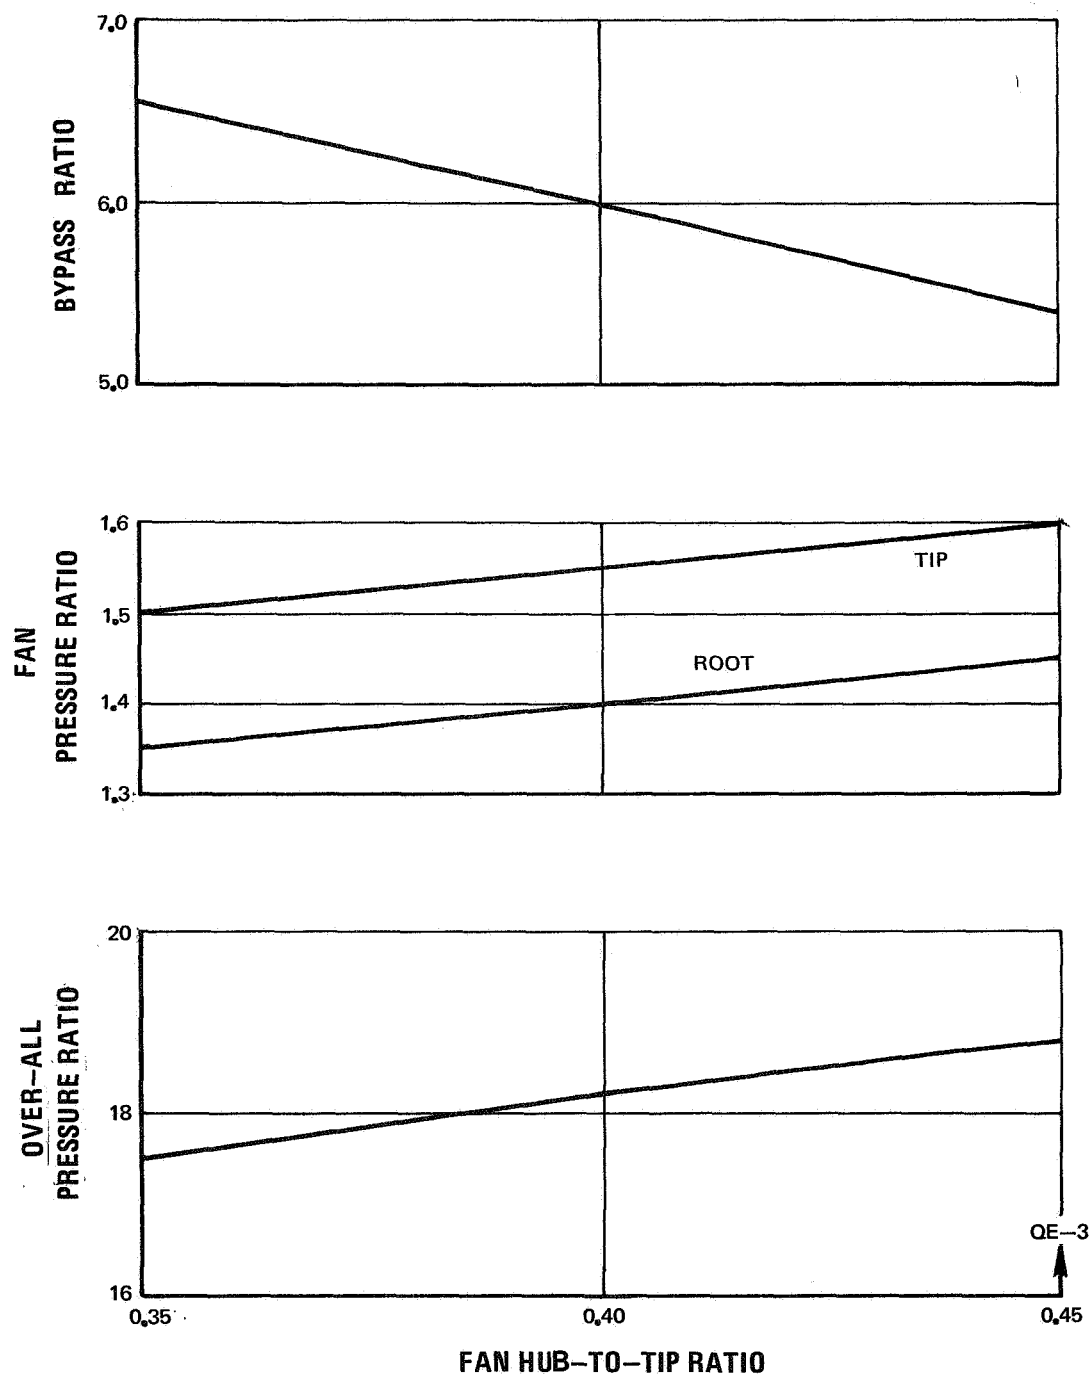 7.0
BYPASS RATIO
6.0
5.0
1.6
FAN
PRESSURE RATIO
TIP
1.5
ROOT
1.4
1.3
20
OVER-ALL
PRESSURE RATIO
18
QE-3
16
0.35
0.40
0.45
FAN HUB-TO-TIP RATIO